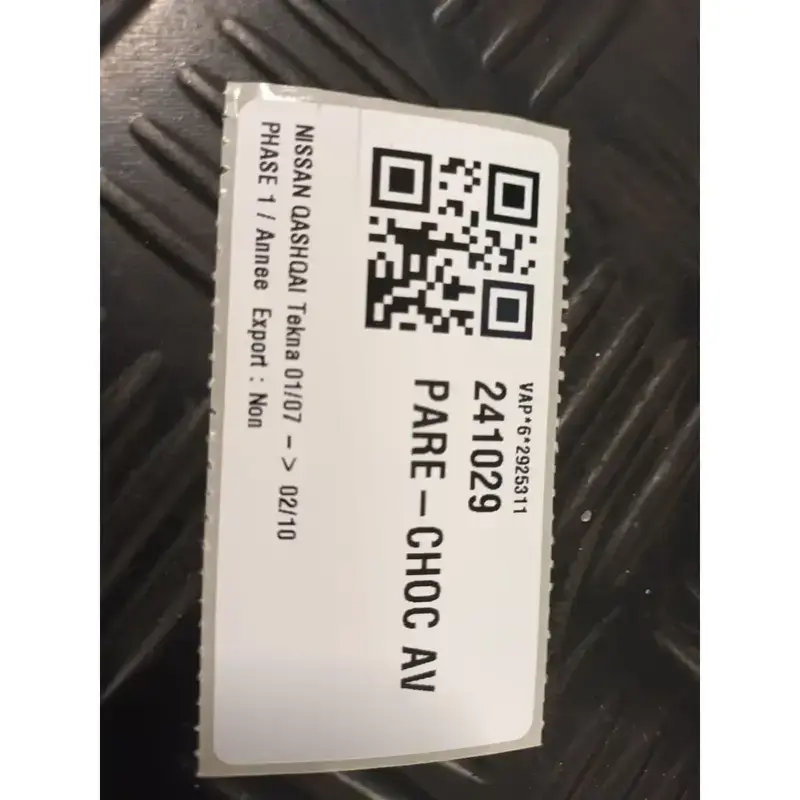 VAP*6*2925311
241029
PARE-CHOC AV
NISSAN QASHQAI Tekna 01/07 -> 02/10
PHASE 1 / Annee Export : Non